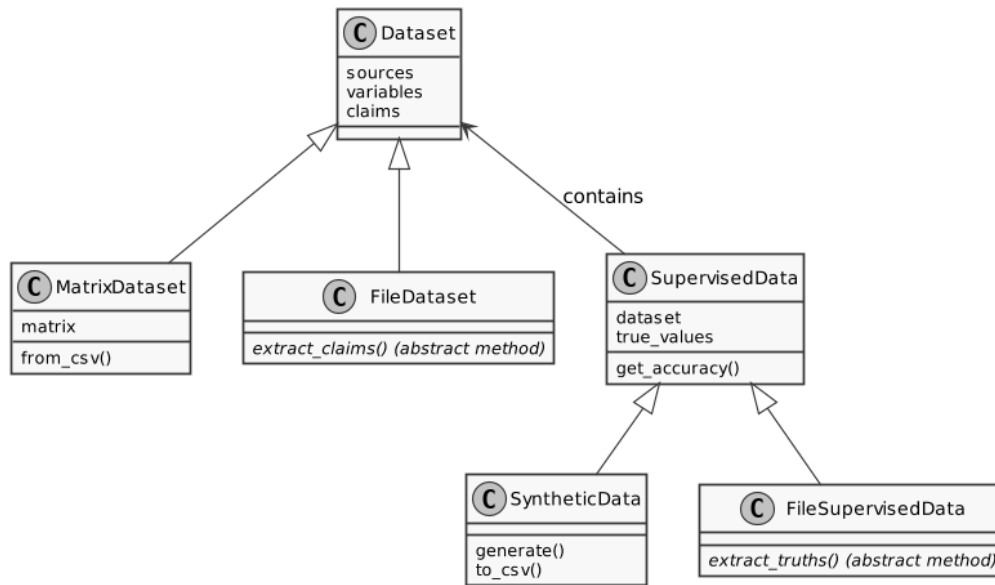 C Dataset
sources
variables
claims
contains
C MatrixDataset
matrix
from_csv()
C FileDataset
extract_claims() (abstract method)
C SupervisedData
dataset
true_values
get_accuracy()
C SyntheticData
generate()
to_csv()
C FileSupervisedData
extract_truths() (abstract method)